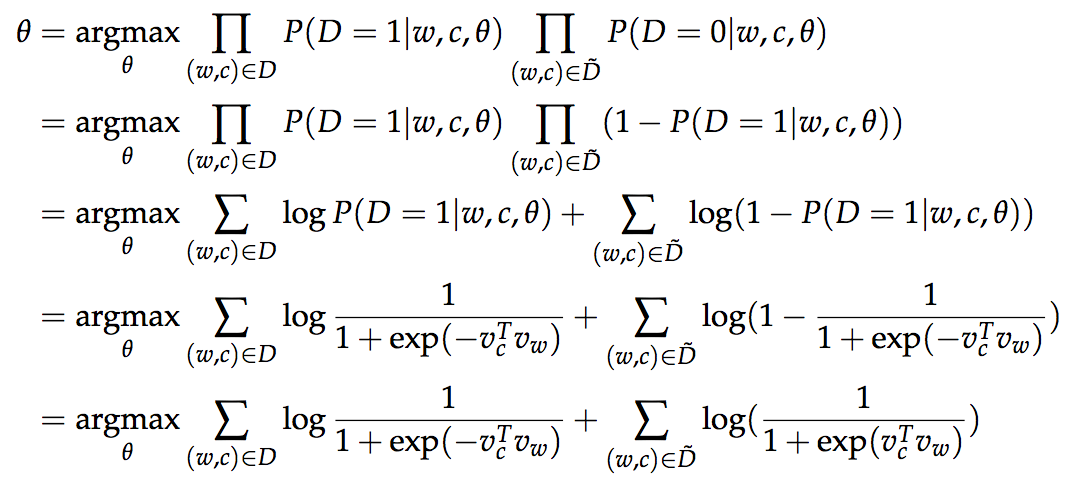 θ = argmax_θ ∏_{(w,c)∈D} P(D = 1|w, c, θ) ∏_{(w,c)∈D̃} P(D = 0|w, c, θ)
= argmax_θ ∏_{(w,c)∈D} P(D = 1|w, c, θ) ∏_{(w,c)∈D̃} (1 − P(D = 1|w, c, θ))
= argmax_θ ∑_{(w,c)∈D} log P(D = 1|w, c, θ) + ∑_{(w,c)∈D̃} log(1 − P(D = 1|w, c, θ))
= argmax_θ ∑_{(w,c)∈D} log 1/(1 + exp(−v_c^T v_w)) + ∑_{(w,c)∈D̃} log(1 − 1/(1 + exp(−v_c^T v_w)))
= argmax_θ ∑_{(w,c)∈D} log 1/(1 + exp(−v_c^T v_w)) + ∑_{(w,c)∈D̃} log(1/(1 + exp(v_c^T v_w)))